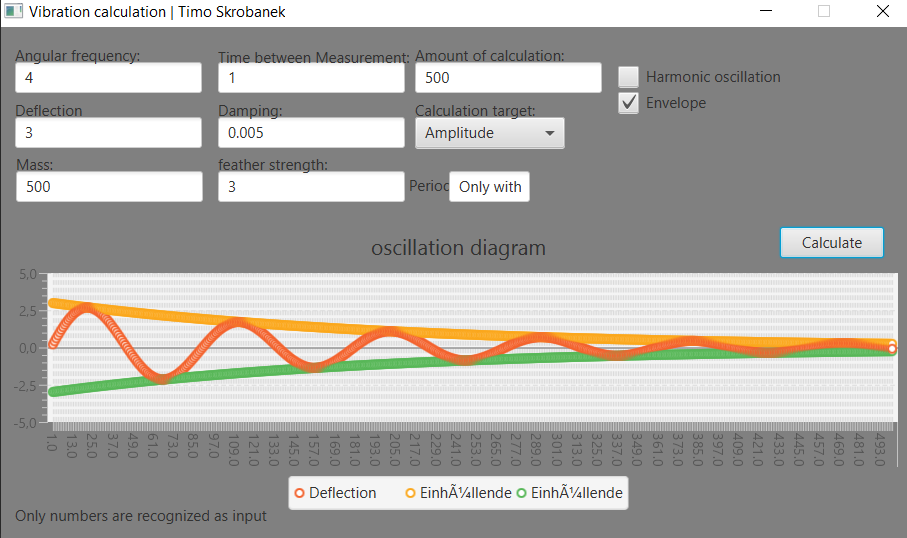 Vibration calculation | Timo Skrobanek
Angular frequency: Time between Measurement: Amount of calculation:
4 1 500
Harmonic oscillation
Envelope
Deflection Damping: Calculation target:
3 0.005 Amplitude
Mass: feather strength:
500 3 Period Only with
Calculate
oscillation diagram
5.0
2.5
0.0
-2.5
-5.0
1.0 13.0 25.0 37.0 49.0 61.0 73.0 85.0 97.0 109.0 121.0 133.0 145.0 157.0 169.0 181.0 193.0 205.0 217.0 229.0 241.0 253.0 265.0 277.0 289.0 301.0 313.0 325.0 337.0 349.0 361.0 373.0 385.0 397.0 409.0 421.0 433.0 445.0 457.0 469.0 481.0 493.0
Deflection EinhÃ¼llende EinhÃ¼llende
Only numbers are recognized as input